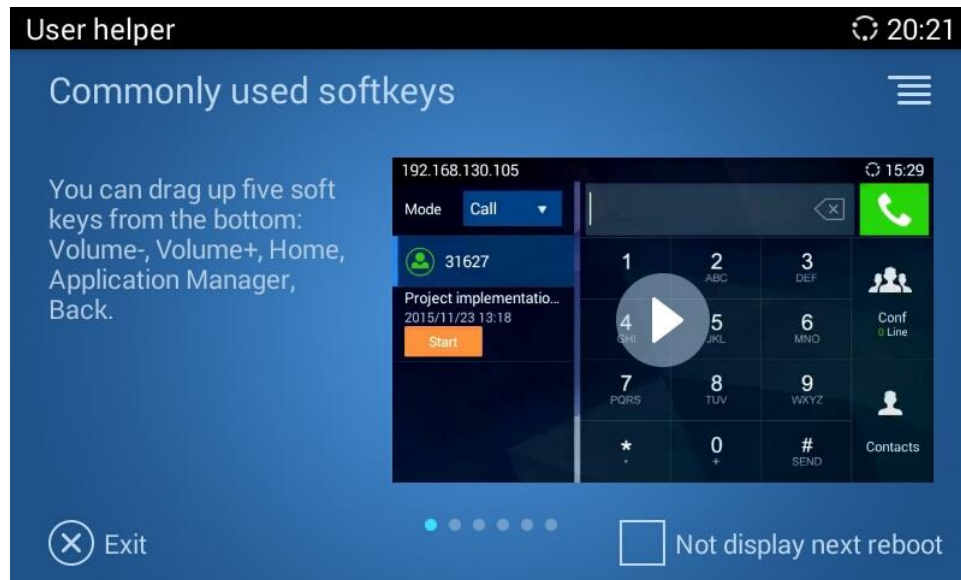 User helper
20:21
Commonly used softkeys
You can drag up five soft
keys from the bottom:
Volume-, Volume+, Home,
Application Manager,
Back.
192.168.130.105
15:29
Mode
Call
31627
Project implementatio...
2015/11/23 13:18
Start
1
2
ABC
3
DEF
4
GHI
5
JKL
6
MNO
7
PQRS
8
TUV
9
WXYZ
*
.
0
+
#
SEND
Conf
0 Line
Contacts
Exit
Not display next reboot